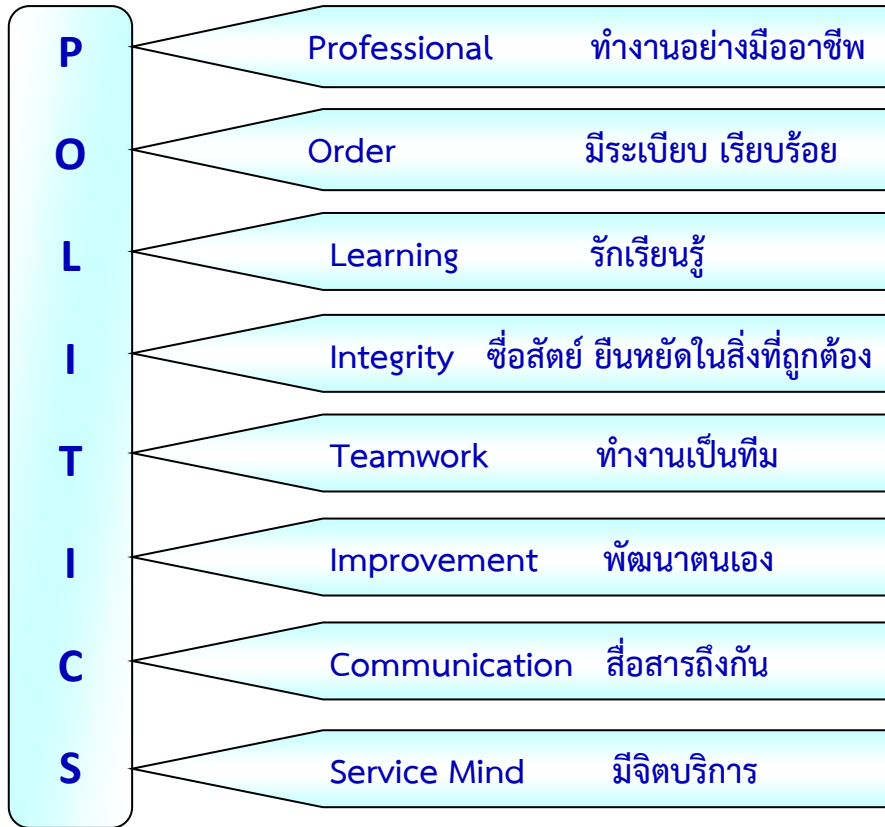 P Professional ทำงานอย่างมืออาชีพ
O Order มีระเบียบ เรียบร้อย
L Learning รักเรียนรู้
I Integrity ซื่อสัตย์ ยืนหยัดในสิ่งที่ถูกต้อง
T Teamwork ทำงานเป็นทีม
I Improvement พัฒนาตนเอง
C Communication สื่อสารถึงกัน
S Service Mind มีจิตบริการ